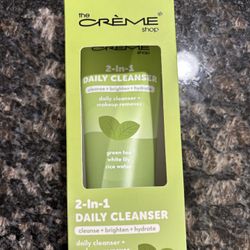 the
CRÈME®
shop
2-In-1
DAILY CLEANSER
cleanse • brighten • hydrate
daily cleanser +
makeup remover
green tea
white lily
rice water
2-In-1
DAILY CLEANSER
cleanse • brighten • hydrate
daily cleanser +